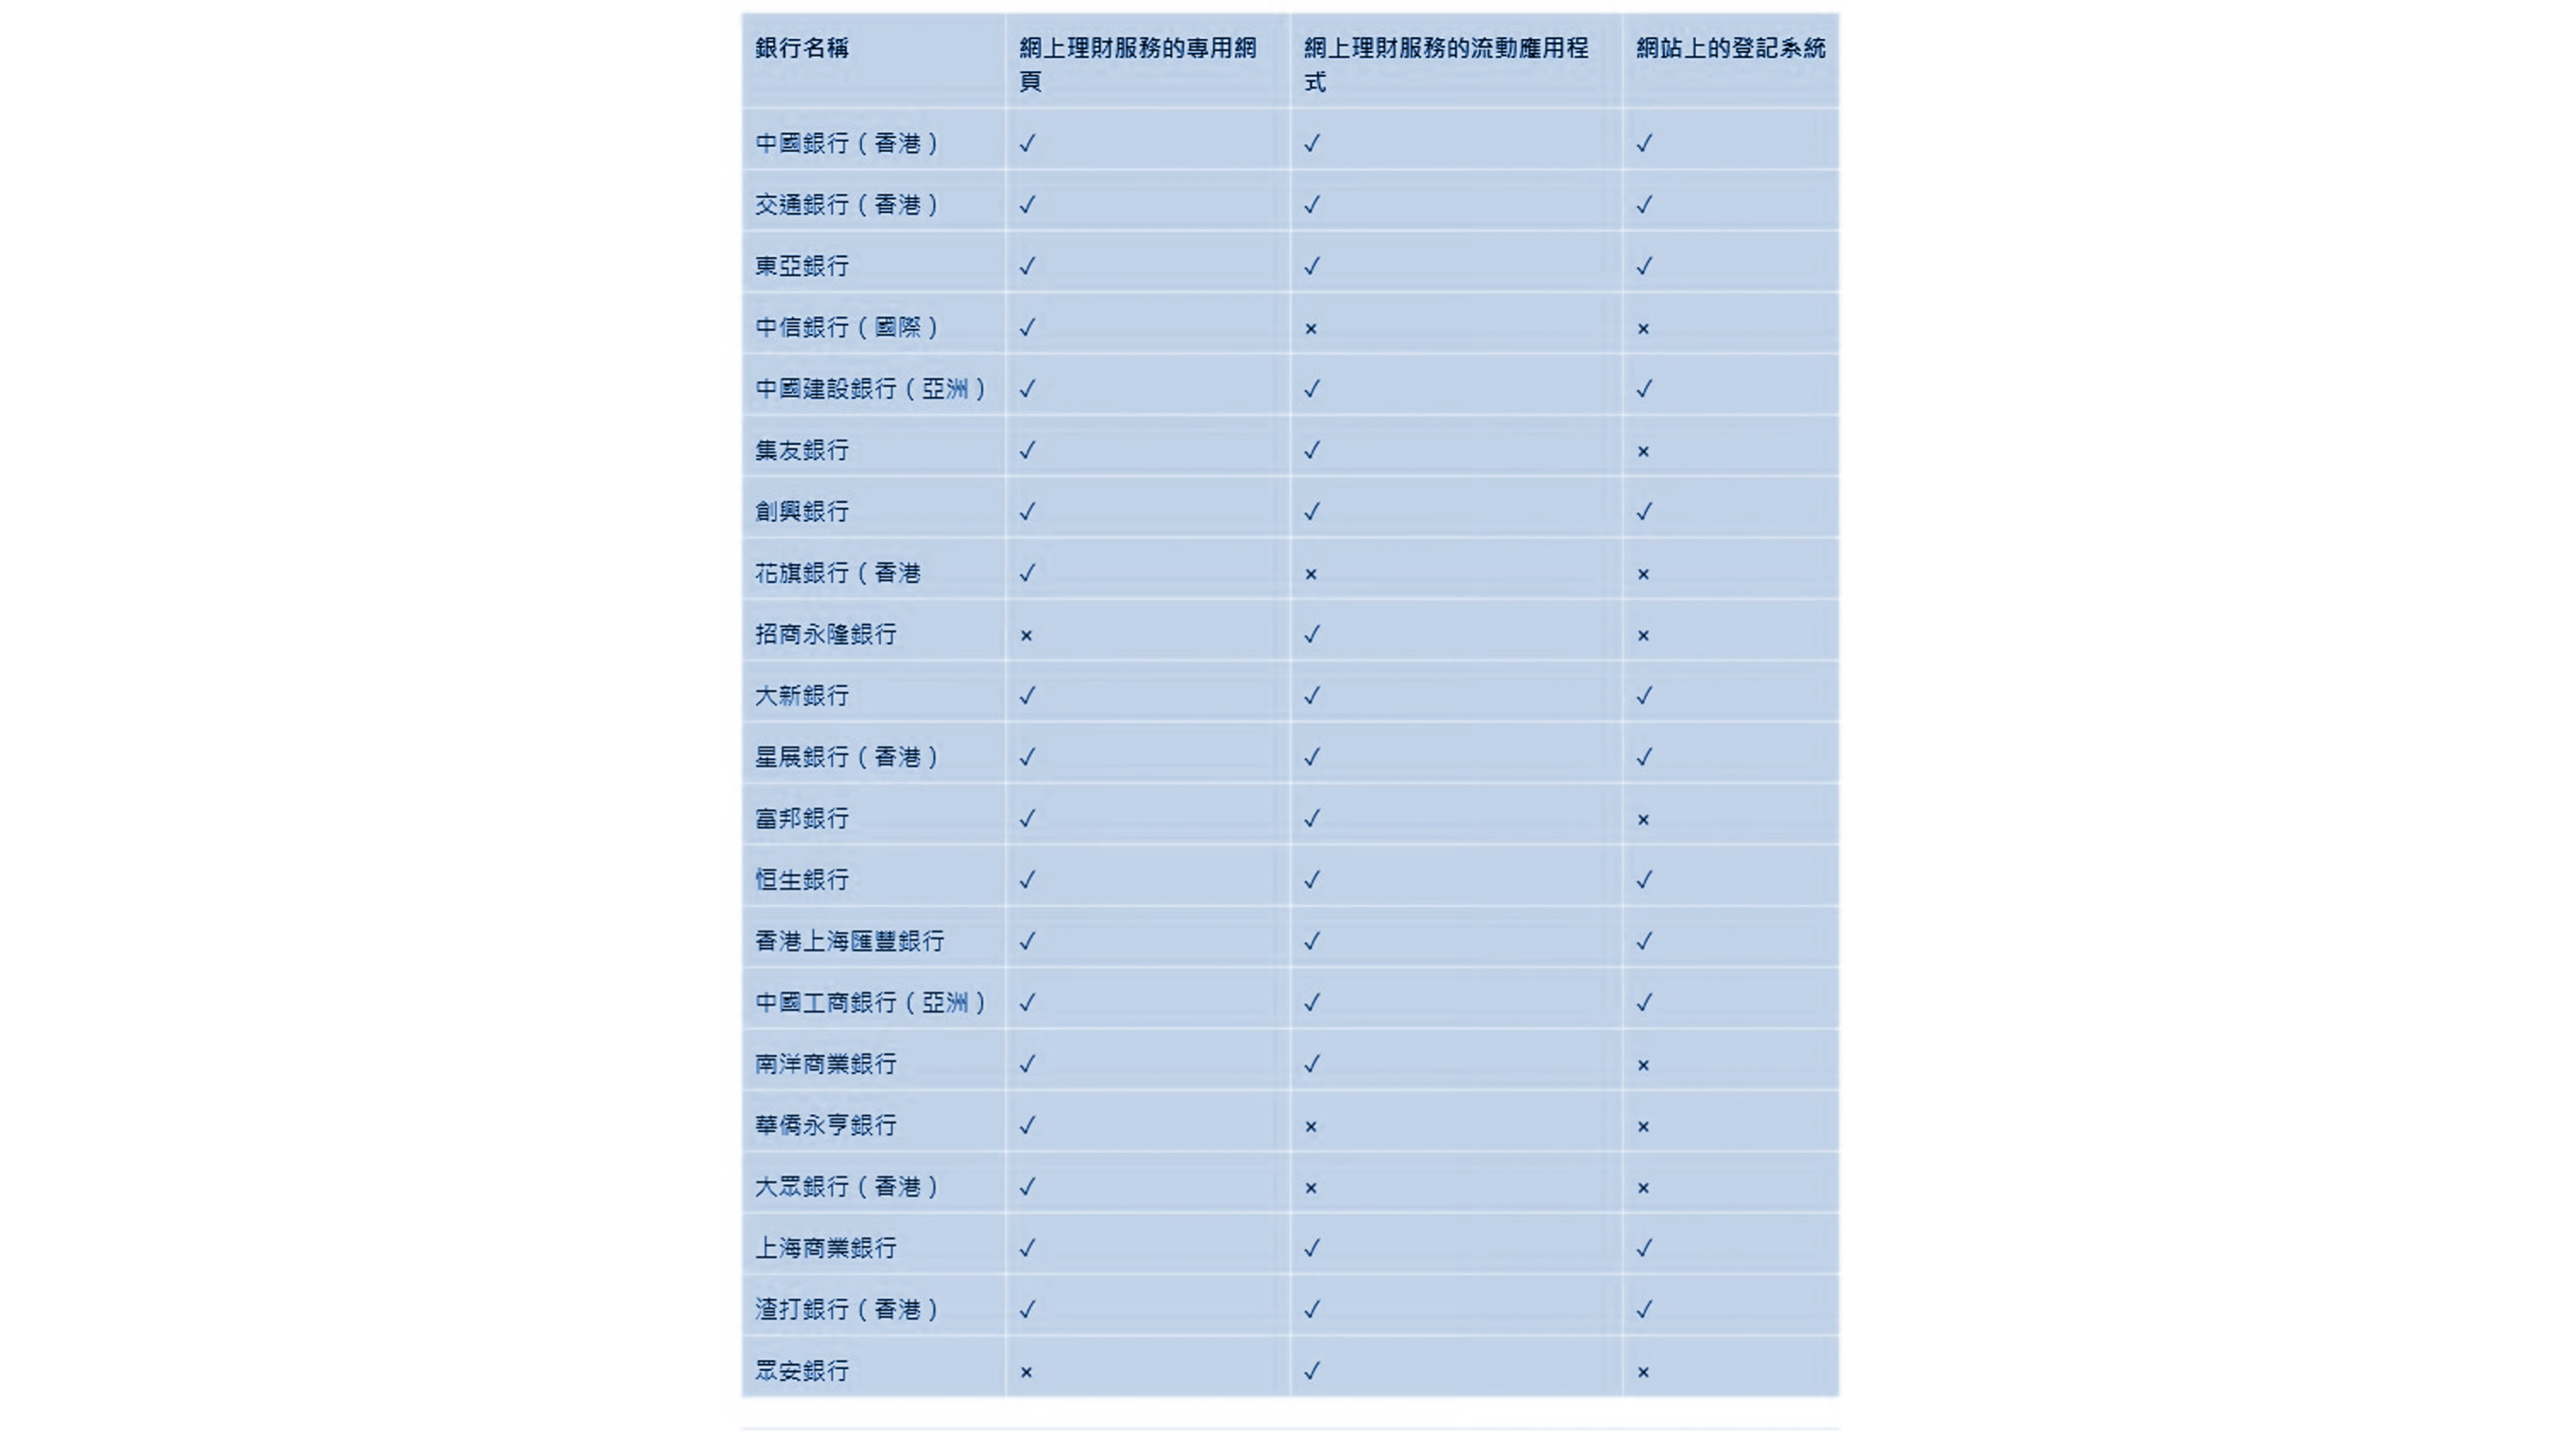 銀行名稱 網上理財服務的專用網頁 網上理財服務的流動應用程式 網站上的登記系統
中國銀行（香港） ✓ ✓ ✓
交通銀行（香港） ✓ ✓ ✓
東亞銀行 ✓ ✓ ✓
中信銀行（國際） ✓ × ×
中國建設銀行（亞洲） ✓ ✓ ✓
集友銀行 ✓ ✓ ×
創興銀行 ✓ ✓ ✓
花旗銀行（香港 ✓ × ×
招商永隆銀行 × ✓ ×
大新銀行 ✓ ✓ ✓
星展銀行（香港） ✓ ✓ ✓
富邦銀行 ✓ ✓ ×
恒生銀行 ✓ ✓ ✓
香港上海匯豐銀行 ✓ ✓ ✓
中國工商銀行（亞洲） ✓ ✓ ✓
南洋商業銀行 ✓ ✓ ×
華僑永亨銀行 ✓ × ×
大眾銀行（香港） ✓ × ×
上海商業銀行 ✓ ✓ ✓
渣打銀行（香港） ✓ ✓ ✓
眾安銀行 × ✓ ×